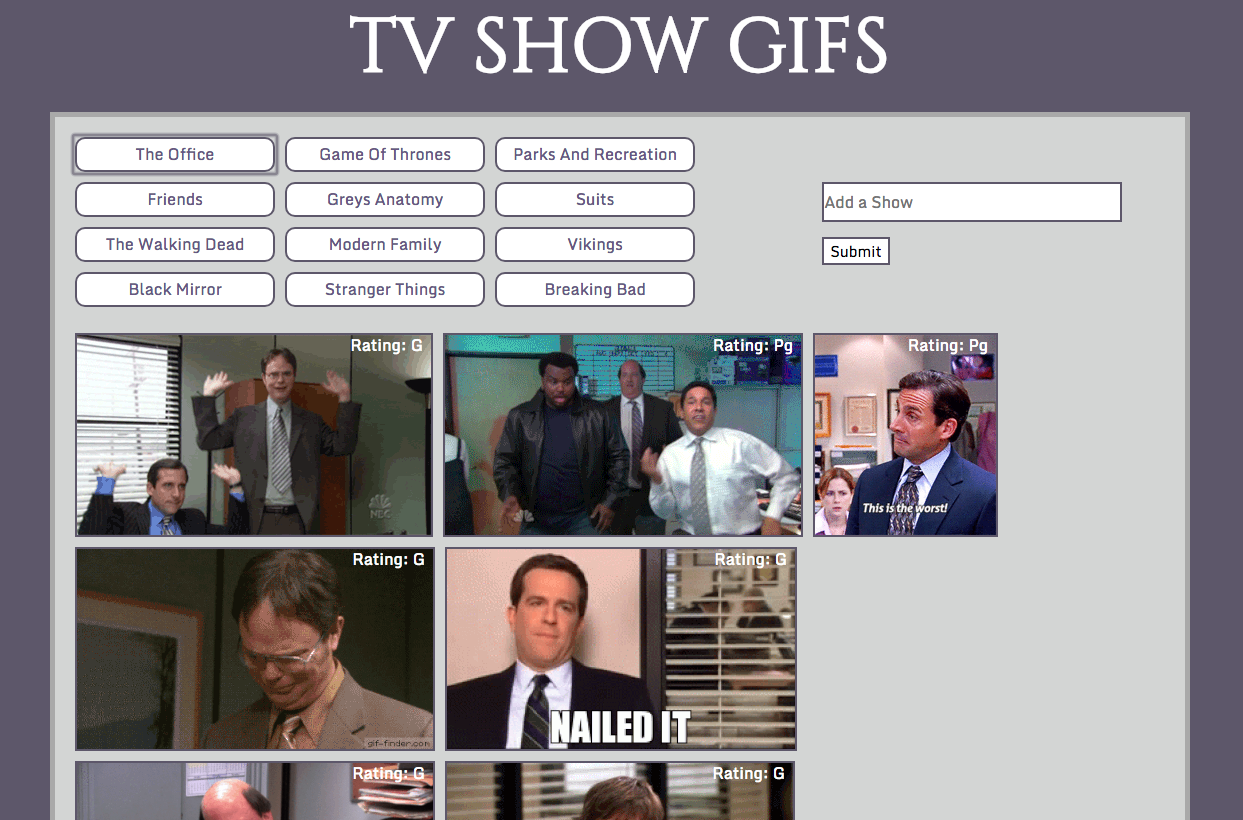 TV SHOW GIFS
The Office Game Of Thrones Parks And Recreation
Friends Greys Anatomy Suits
Add a Show
The Walking Dead Modern Family Vikings
Submit
Black Mirror Stranger Things Breaking Bad
Rating: G Rating: Pg Rating: Pg
NBC
This is the worst!
Rating: G Rating: G
NAILED IT
gif-finder.com
Rating: G Rating: G